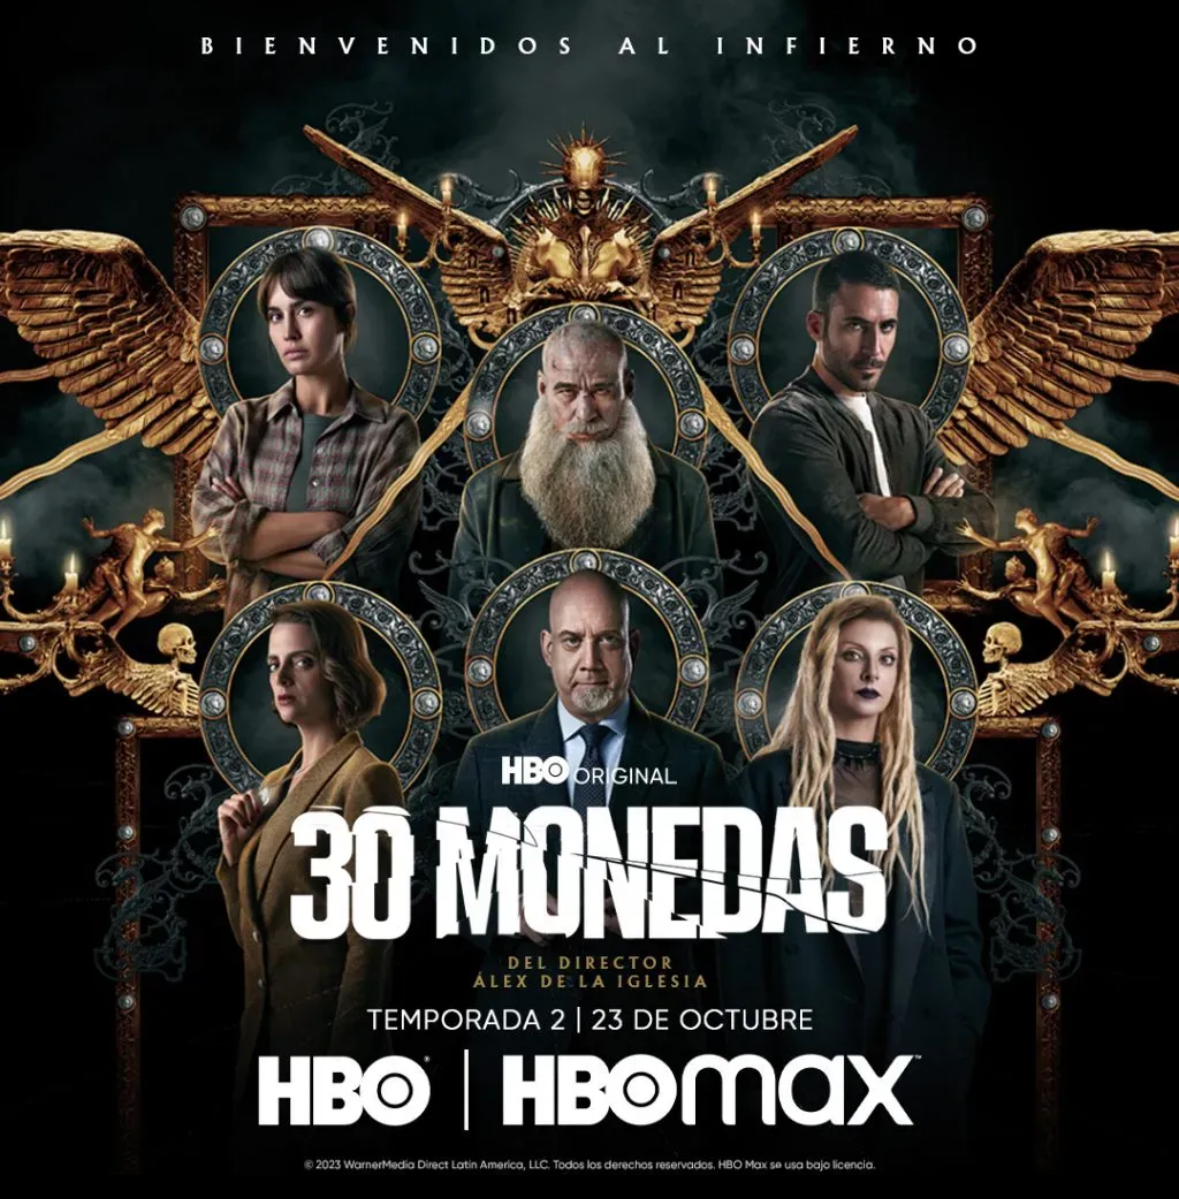 BIENVENIDOS AL INFIERNO
HBO ORIGINAL
30 MONEDAS
DEL DIRECTOR
ÁLEX DE LA IGLESIA
TEMPORADA 2 | 23 DE OCTUBRE
HBO® | HBOmax™
© 2023 WarnerMedia Direct Latin America, LLC. Todos los derechos reservados. HBO Max se usa bajo licencia.